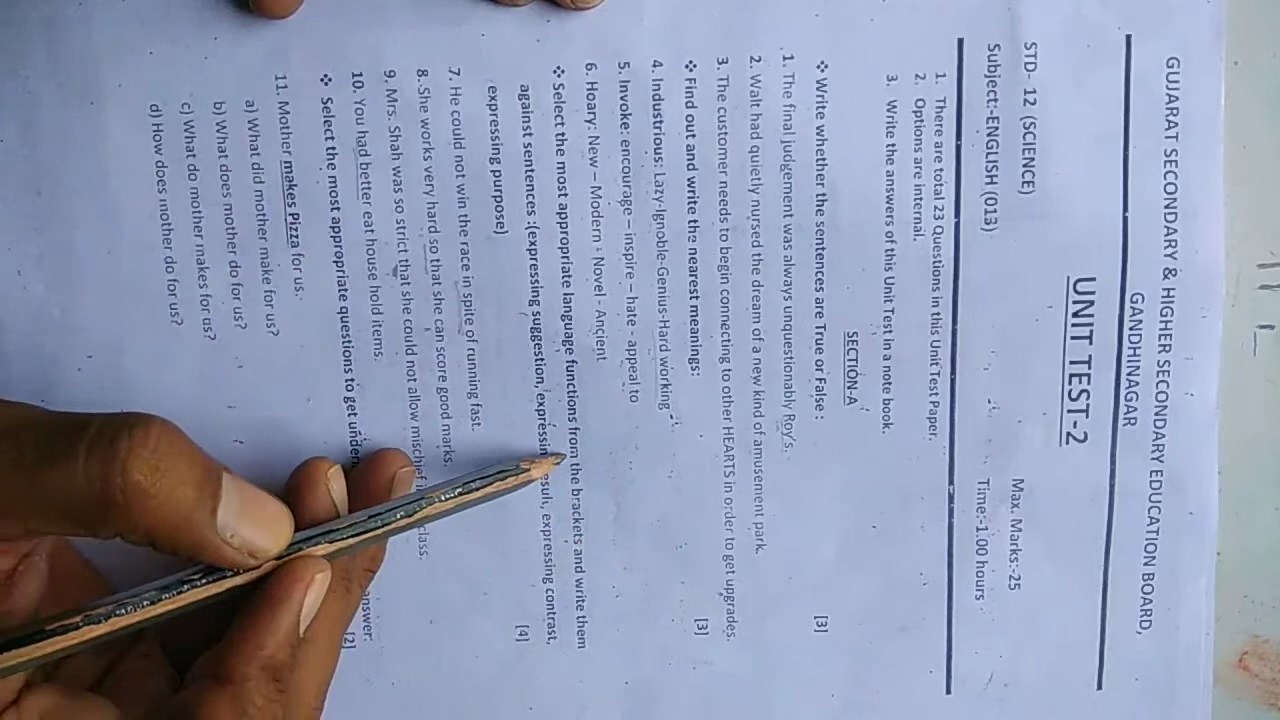 GUJARAT SECONDARY & HIGHER SECONDARY EDUCATION BOARD,
GANDHINAGAR
UNIT TEST-2
STD- 12 (SCIENCE) Max. Marks:-25
Subject:-ENGLISH (013) Time:-1.00 hours
1. There are total 23 Questions in this Unit Test Paper.
2. Options are internal.
3. Write the answers of this Unit Test in a note book.
SECTION-A
❖ Write whether the sentences are True or False : [3]
1. The final judgement was always unquestionably Roy's.
2. Walt had quietly nursed the dream of a new kind of amusement park.
3. The customer needs to begin connecting to other HEARTS in order to get upgrades.
❖ Find out and write the nearest meanings: [3]
4. Industrious: Lazy-Ignoble-Genius-Hard working
5. Invoke: encourage – inspire – hate - appeal to
6. Hoary: New – Modern - Novel - Ancient
❖ Select the most appropriate language functions from the brackets and write them
against sentences :(expressing suggestion, expressing result, expressing contrast,
expressing purpose) [4]
7. He could not win the race in spite of running fast.
8. She works very hard so that she can score good marks.
9. Mrs. Shah was so strict that she could not allow mischief class.
10. You had better eat house hold items.
❖ Select the most appropriate questions to get answer. [2]
11. Mother makes Pizza for us.
a) What did mother make for us?
b) What does mother do for us?
c) What do mother makes for us?
d) How does mother do for us?